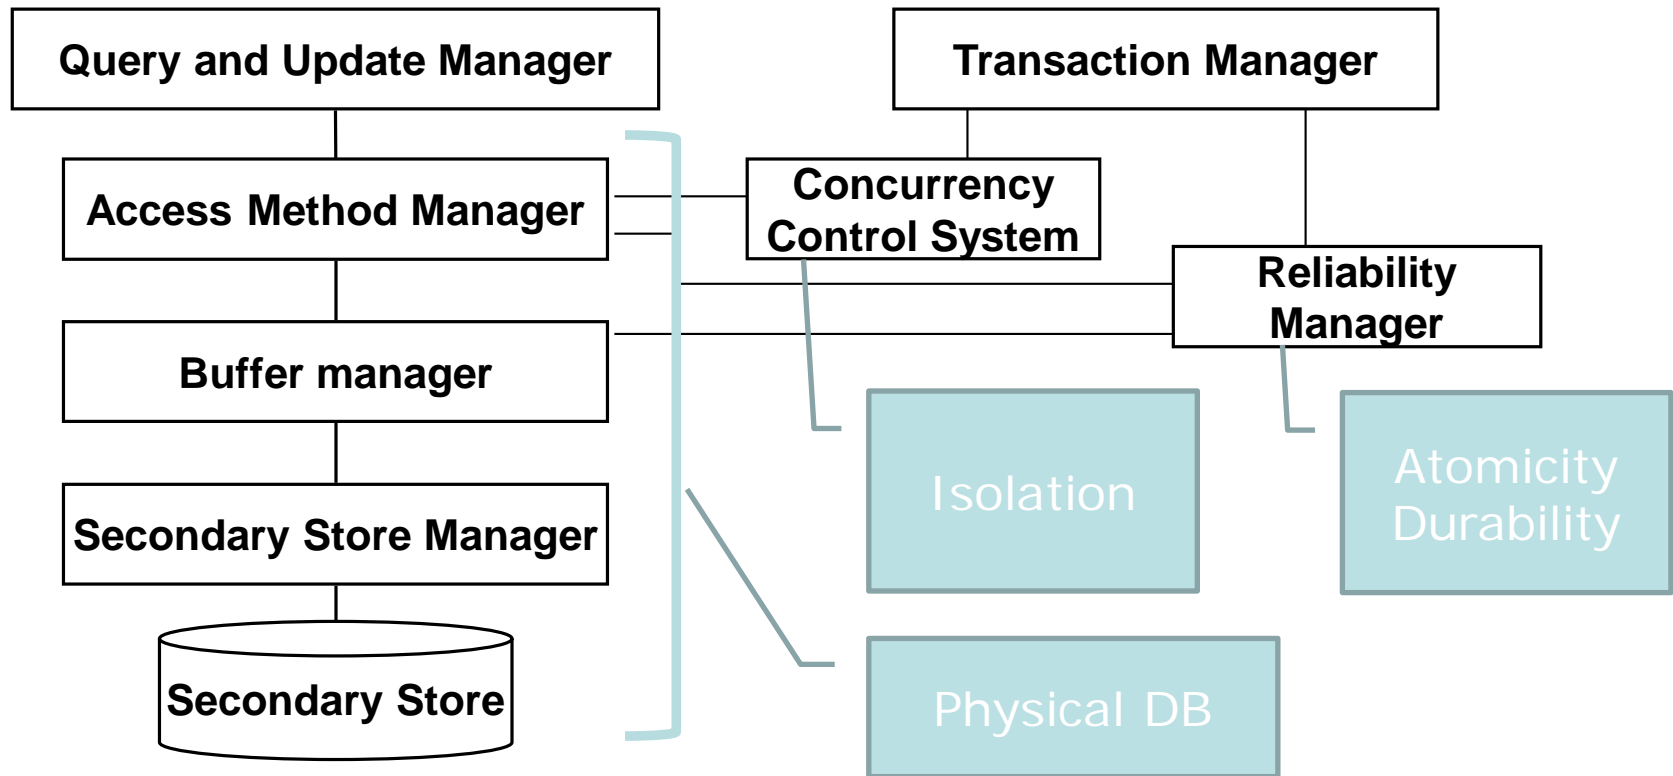 Query and Update Manager
Transaction Manager
Access Method Manager
Concurrency
Control System
Reliability
Manager
Buffer manager
Isolation
Atomicity
Durability
Secondary Store Manager
Secondary Store
Physical DB